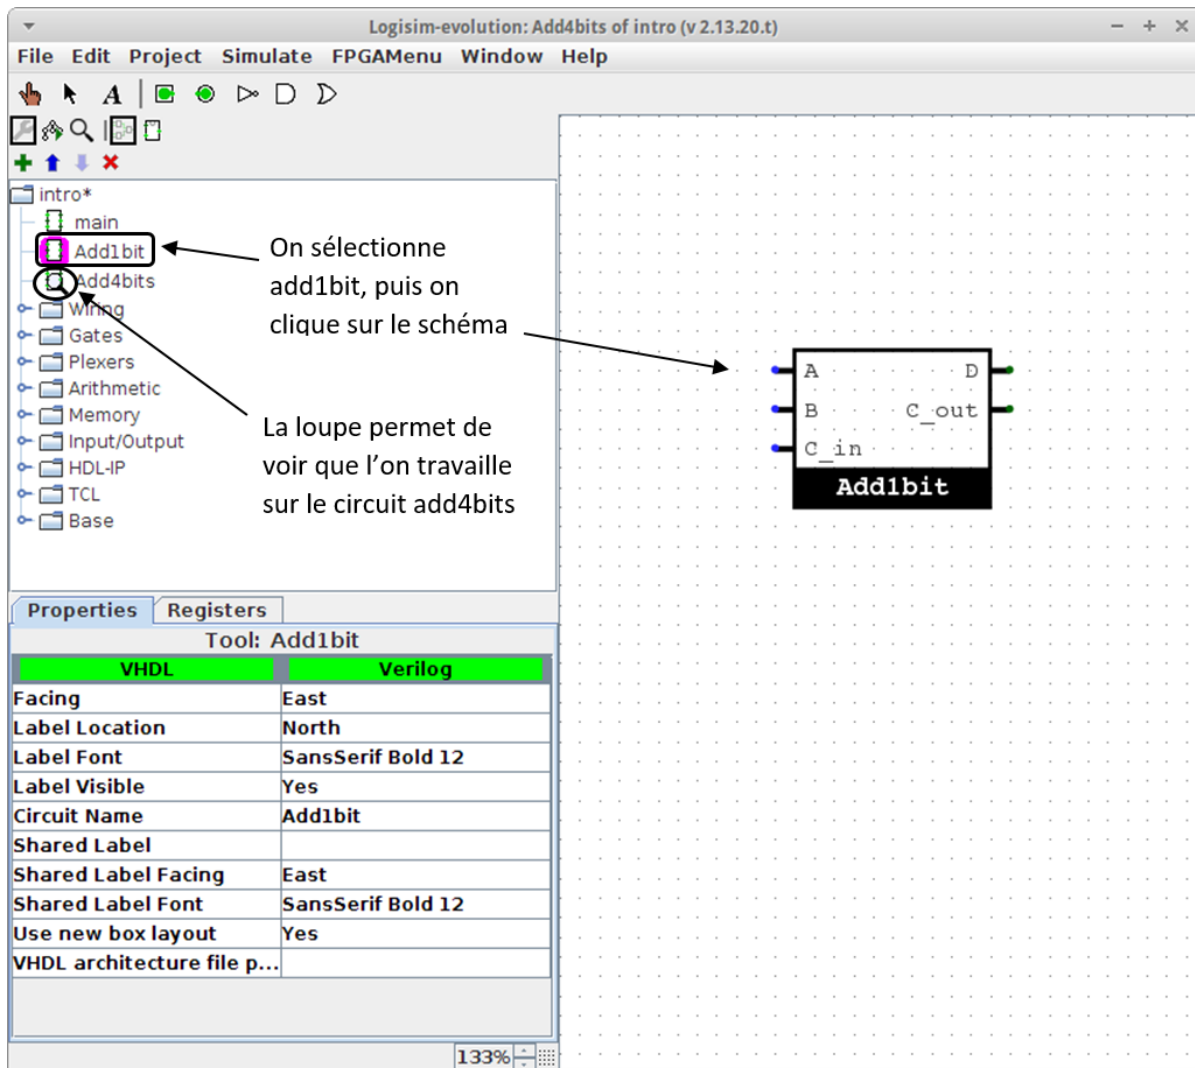 Logisim-evolution: Add4bits of intro (v 2.13.20.t)
File Edit Project Simulate FPGAMenu Window Help
A
intro*
main
Add1bit
Add4bits
Wiring
Gates
Plexers
Arithmetic
Memory
Input/Output
HDL-IP
TCL
Base
On sélectionne
add1bit, puis on
clique sur le schéma
La loupe permet de
voir que l’on travaille
sur le circuit add4bits
A D
B C_out
C_in
Add1bit
Properties Registers
Tool: Add1bit
VHDL Verilog
Facing East
Label Location North
Label Font SansSerif Bold 12
Label Visible Yes
Circuit Name Add1bit
Shared Label
Shared Label Facing East
Shared Label Font SansSerif Bold 12
Use new box layout Yes
VHDL architecture file p...
133%